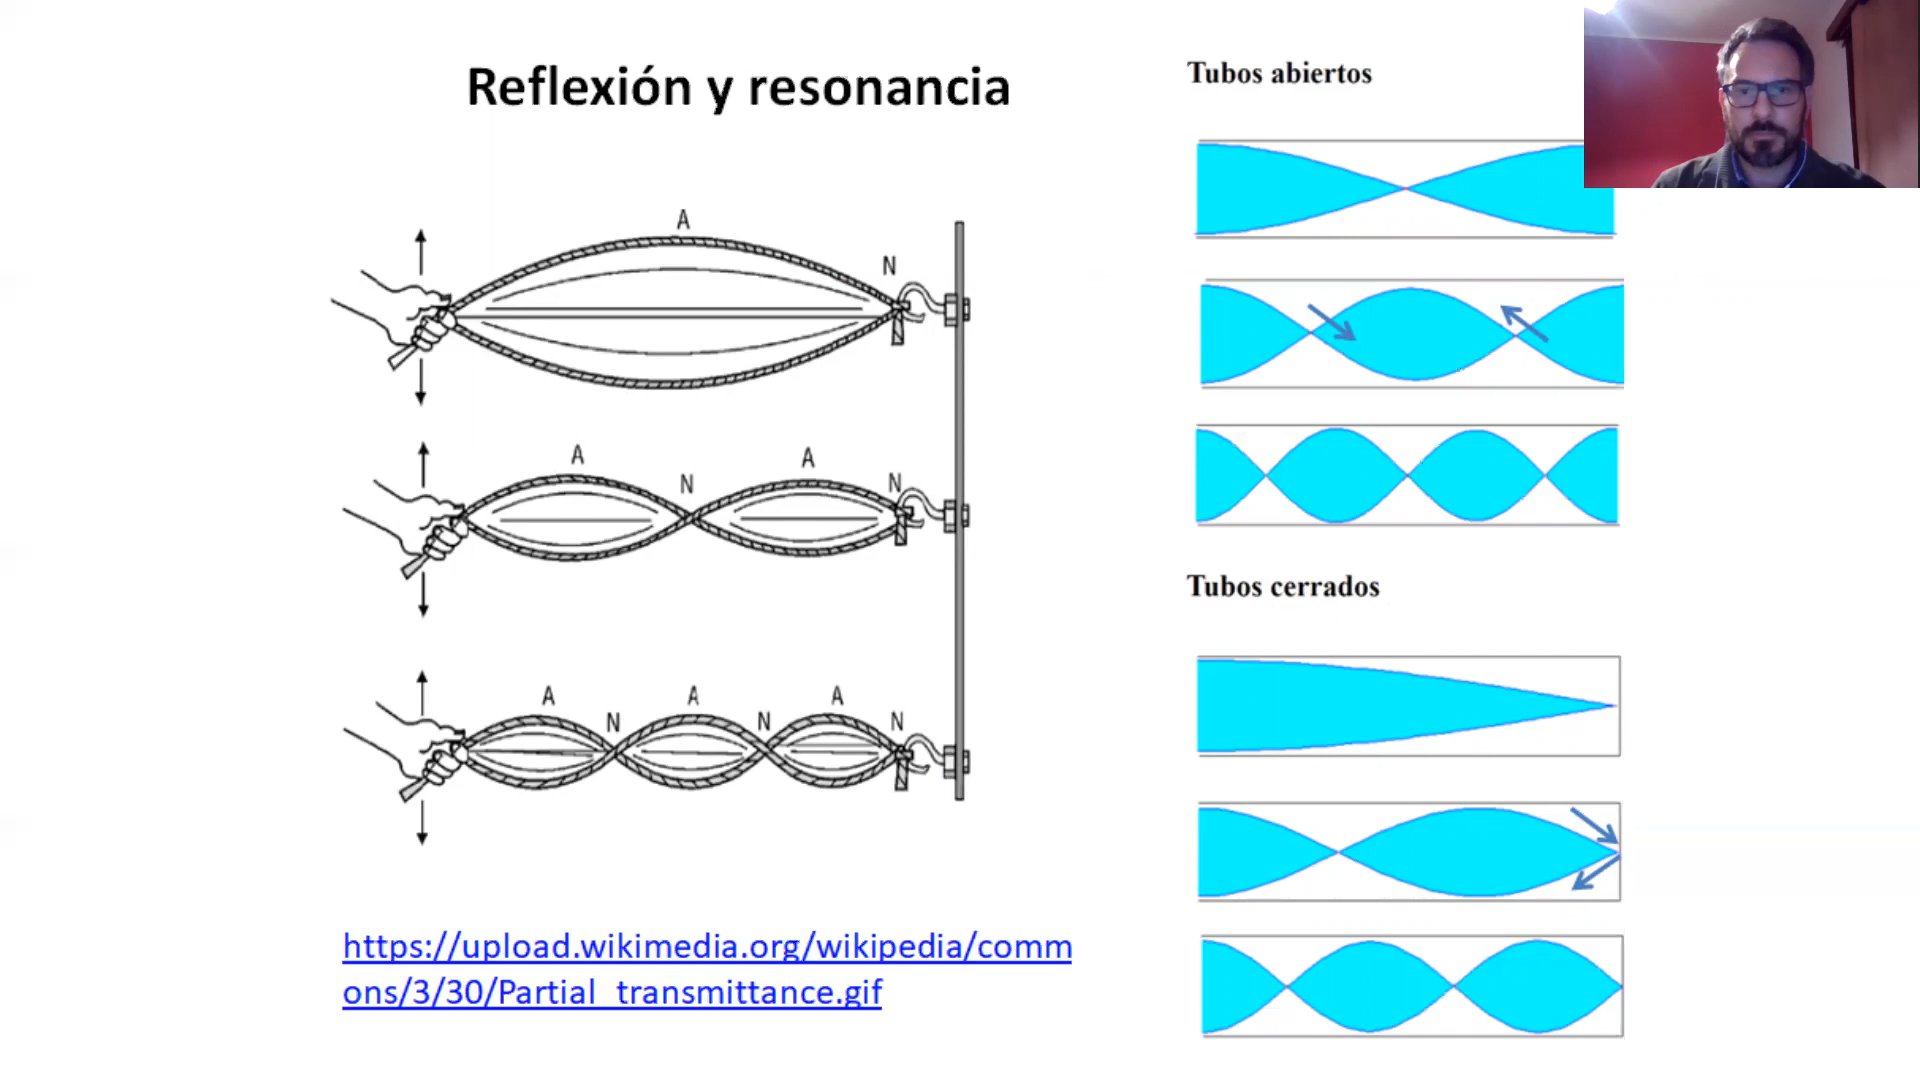 Reflexión y resonancia
A
N
A
A
N
N
A
A
A
N
N
N
https://upload.wikimedia.org/wikipedia/comm
ons/3/30/Partial_transmittance.gif
Tubos abiertos
Tubos cerrados